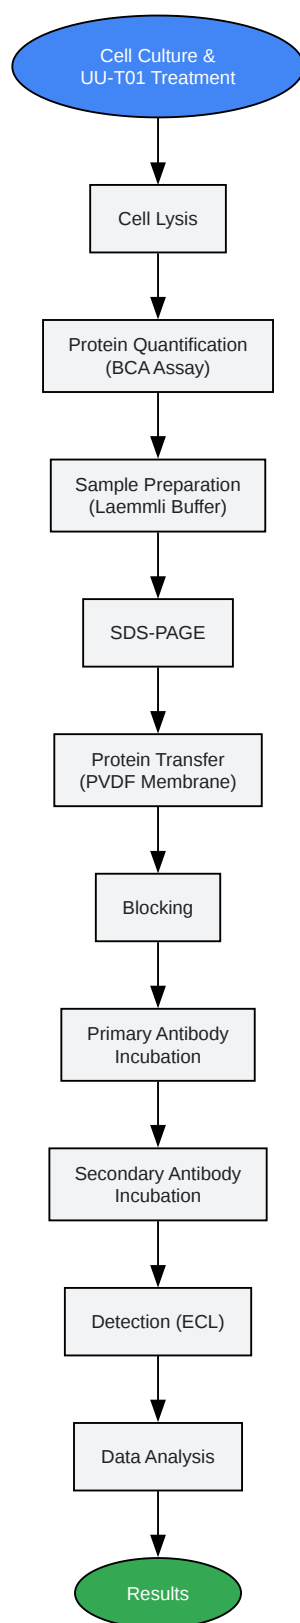 Cell Culture &
UU-T01 Treatment
Cell Lysis
Protein Quantification
(BCA Assay)
Sample Preparation
(Laemmli Buffer)
SDS-PAGE
Protein Transfer
(PVDF Membrane)
Blocking
Primary Antibody
Incubation
Secondary Antibody
Incubation
Detection (ECL)
Data Analysis
Results